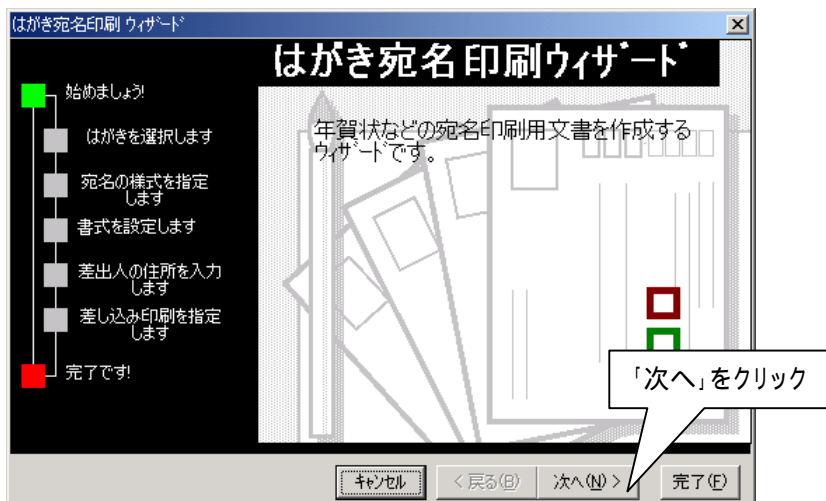 はがき宛名印刷 ウィザード
はがき宛名印刷ウィザード
始めましょう!
はがきを選択します
宛名の様式を指定
します
書式を設定します
差出人の住所を入力
します
差し込み印刷を指定
します
完了です!
年賀状などの宛名印刷用文書を作成する
ウィザードです。
「次へ」をクリック
キャンセル
< 戻る(B)
次へ(N) >
完了(F)